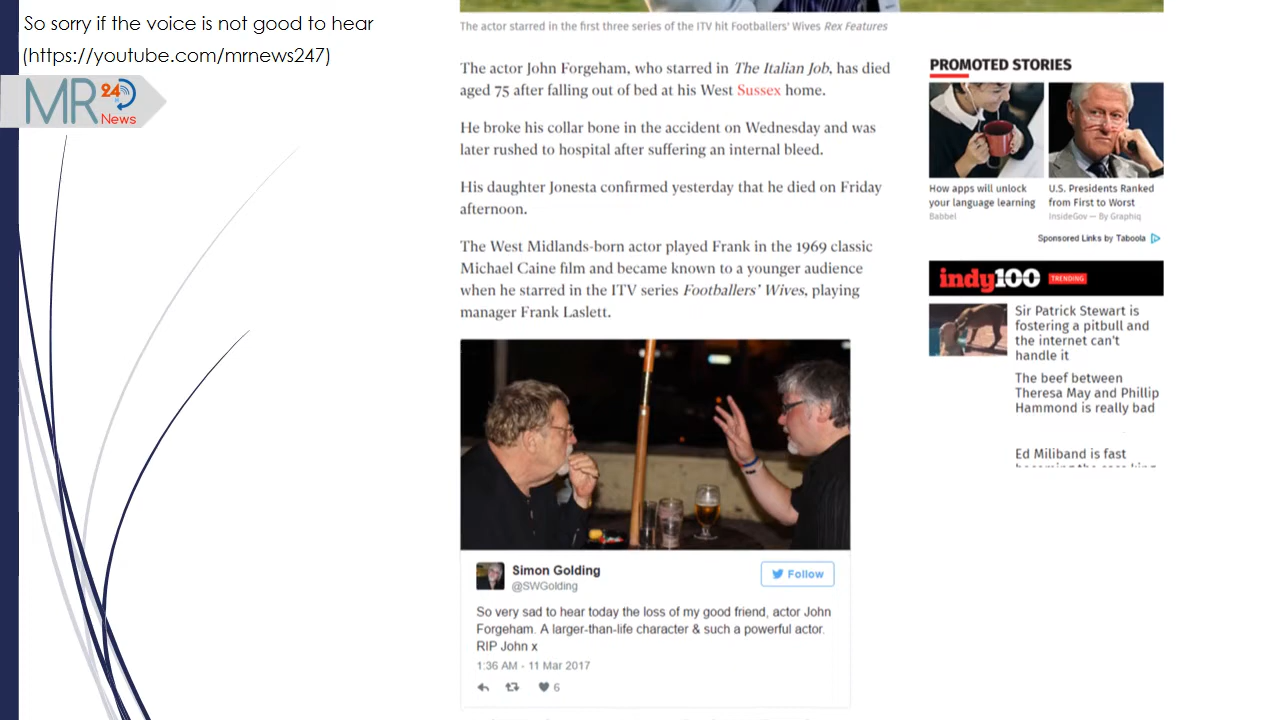 So sorry if the voice is not good to hear
(https://youtube.com/mrnews247)
MR 24 News
The actor starred in the first three series of the ITV hit Footballers' Wives Rex Features
The actor John Forgeham, who starred in The Italian Job, has died
aged 75 after falling out of bed at his West Sussex home.
He broke his collar bone in the accident on Wednesday and was
later rushed to hospital after suffering an internal bleed.
His daughter Jonesta confirmed yesterday that he died on Friday
afternoon.
The West Midlands-born actor played Frank in the 1969 classic
Michael Caine film and became known to a younger audience
when he starred in the ITV series Footballers' Wives, playing
manager Frank Laslett.
Simon Golding
@SWGolding
Follow
So very sad to hear today the loss of my good friend, actor John
Forgeham. A larger-than-life character & such a powerful actor.
RIP John x
1:36 AM - 11 Mar 2017
6
PROMOTED STORIES
How apps will unlock
your language learning
Babbel
U.S. Presidents Ranked
from First to Worst
InsideGov — By Graphiq
Sponsored Links by Taboola
indy100 TRENDING
Sir Patrick Stewart is
fostering a pitbull and
the internet can't
handle it
The beef between
Theresa May and Phillip
Hammond is really bad
Ed Miliband is fast